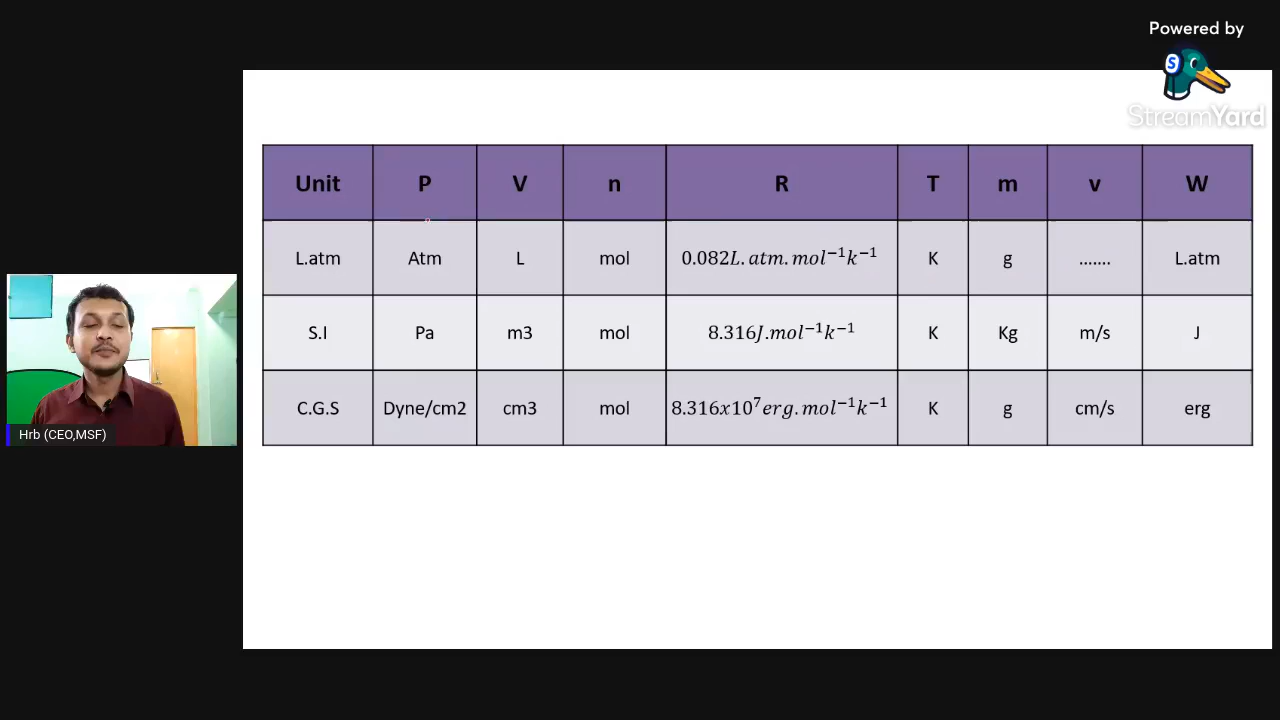 Powered by
StreamYard
Unit P V n R T m v W
L.atm Atm L mol 0.082L.atm.mol⁻¹k⁻¹ K g ....... L.atm
S.I Pa m3 mol 8.316J.mol⁻¹k⁻¹ K Kg m/s J
C.G.S Dyne/cm2 cm3 mol 8.316x10⁷erg.mol⁻¹k⁻¹ K g cm/s erg
Hrb (CEO,MSF)